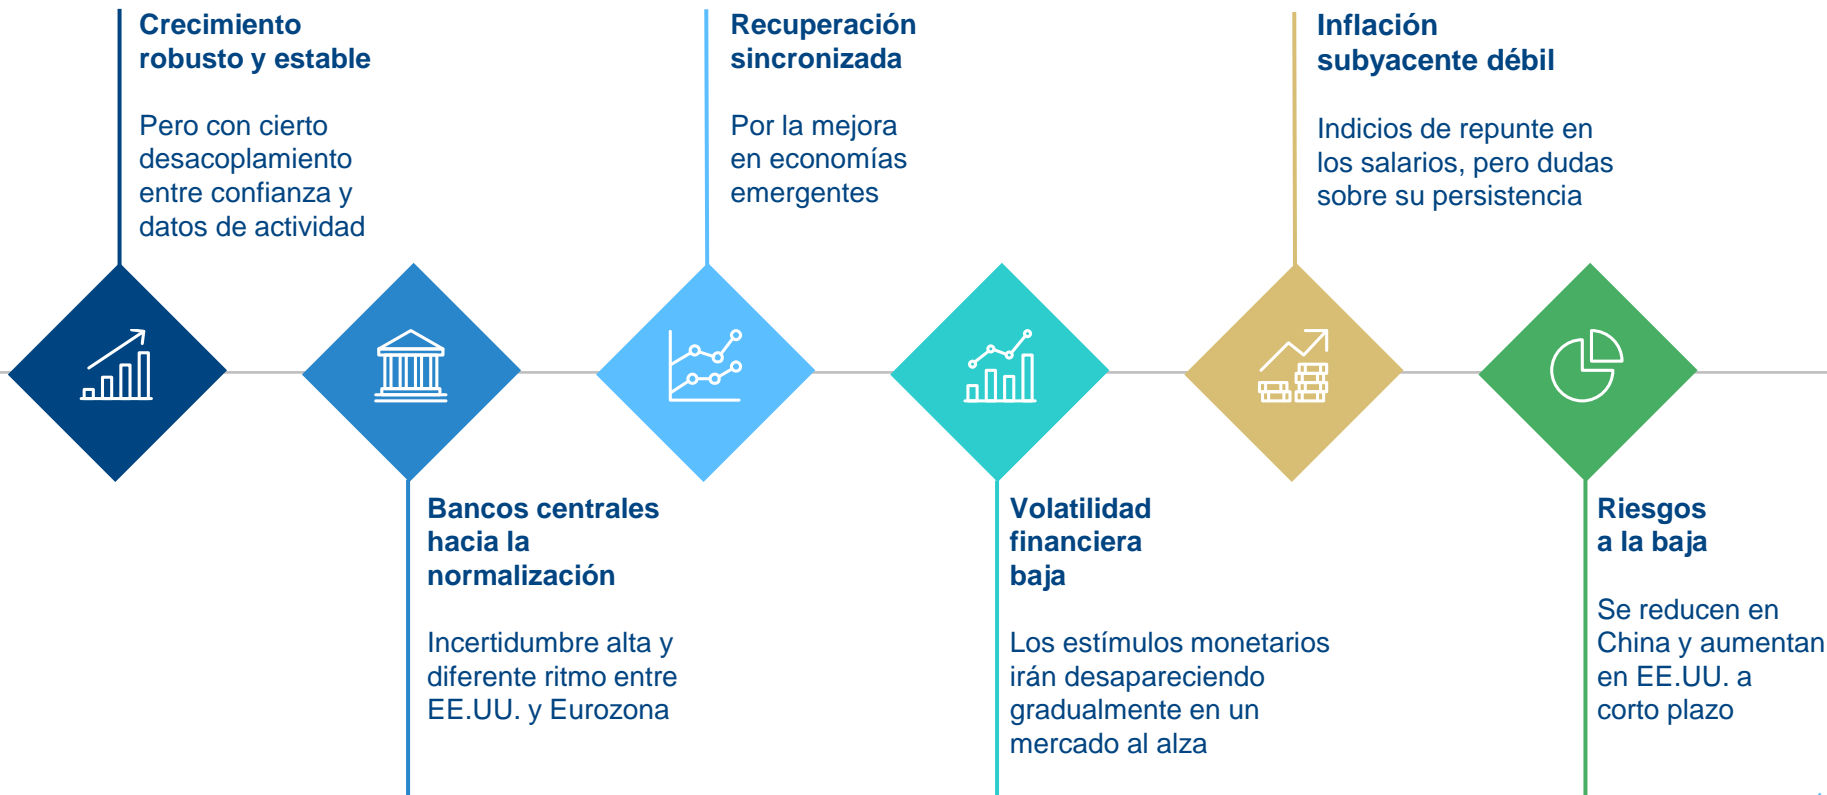 Crecimiento
robusto y estable
Pero con cierto
desacoplamiento
entre confianza y
datos de actividad
Bancos centrales
hacia la
normalización
Incertidumbre alta y
diferente ritmo entre
EE.UU. y Eurozona
Recuperación
sincronizada
Por la mejora
en economías
emergentes
Volatilidad
financiera
baja
Los estímulos monetarios
irán desapareciendo
gradualmente en un
mercado al alza
Inflación
subyacente débil
Indicios de repunte en
los salarios, pero dudas
sobre su persistencia
Riesgos
a la baja
Se reducen en
China y aumentan
en EE.UU. a
corto plazo